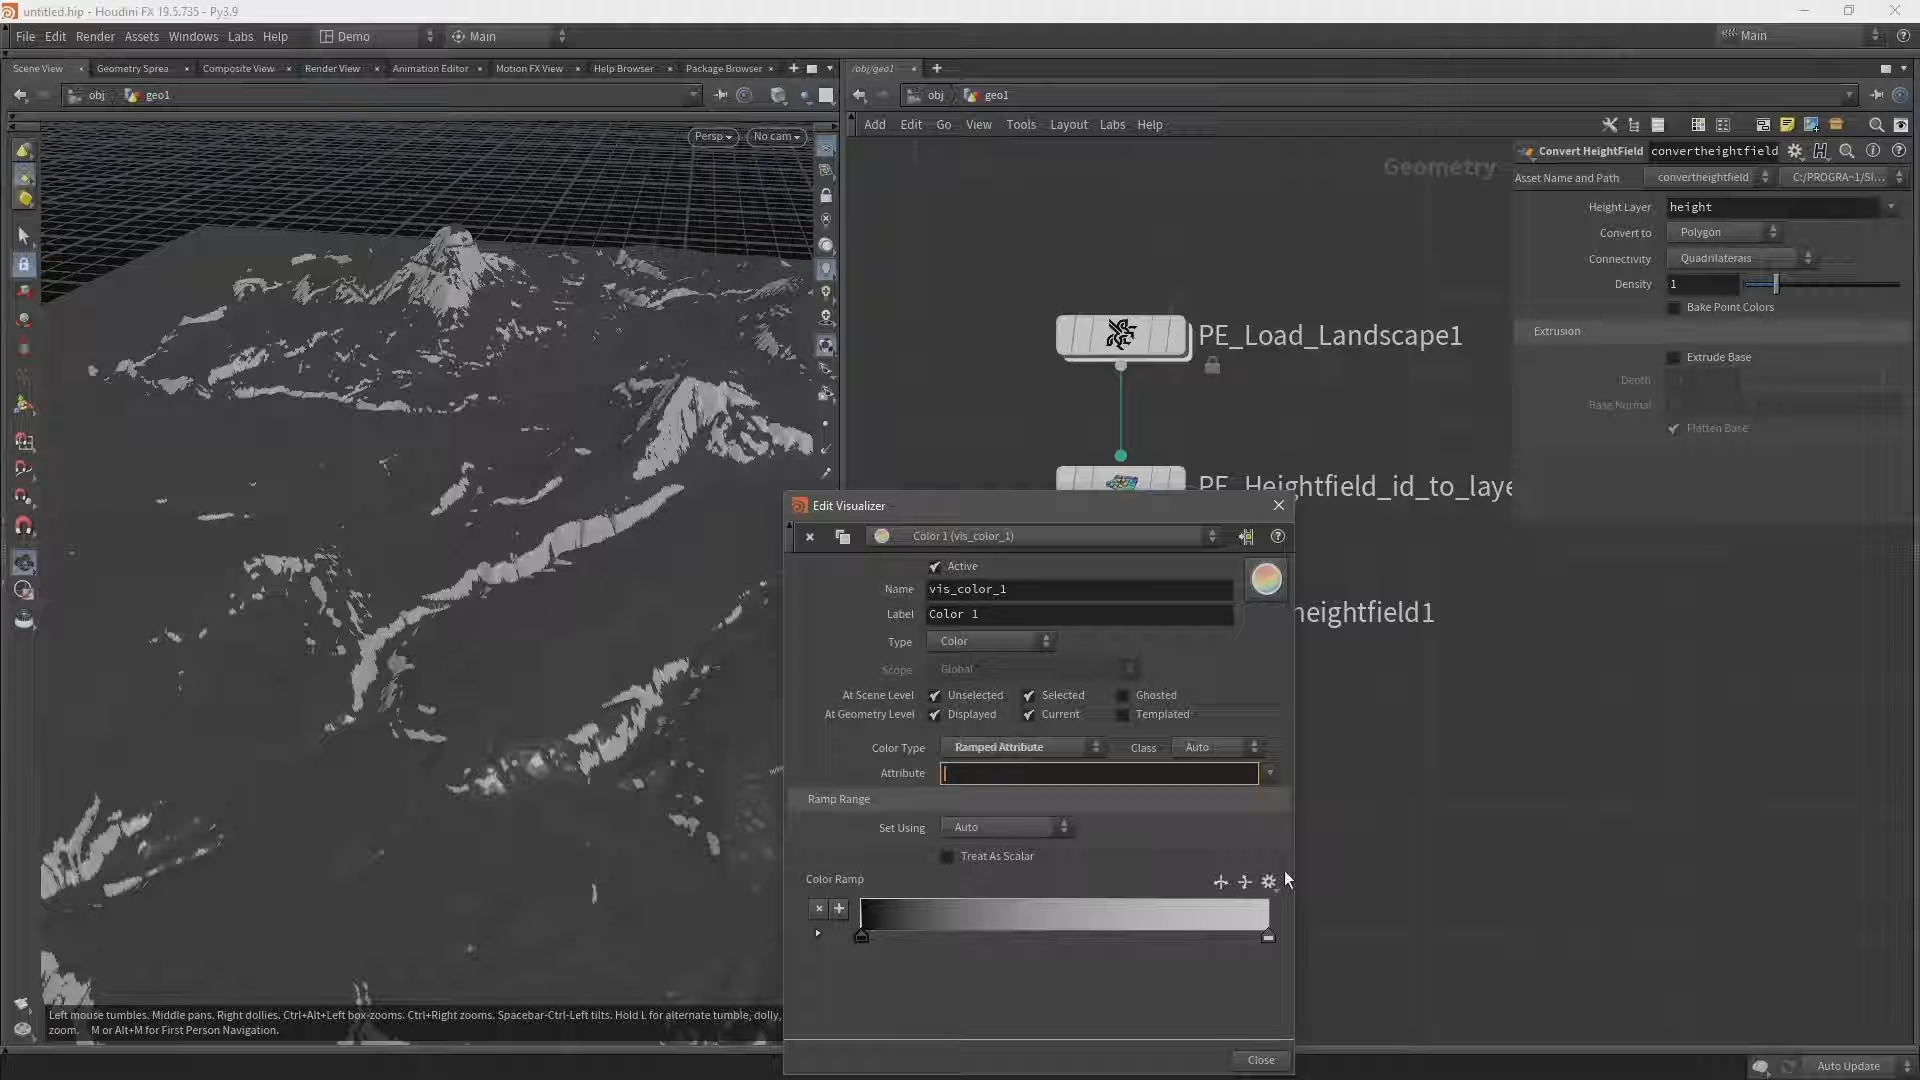 untitled.hip - Houdini FX 19.5.735 - Py3.9
File Edit Render Assets Windows Labs Help Demo Main Main
Scene View Geometry Sprea Composite View Render View Animation Editor Motion FX View Help Browser Package Browser
/obj/geo1
obj geo1
obj geo1
Add Edit Go View Tools Layout Labs Help
Persp No cam
Geometry
Convert HeightField convertheightfield
Asset Name and Path convertheightfield C:/PROGRA~1/SI...
Height Layer height
Convert to Polygon
Connectivity Quadrilaterals
Density 1
Bake Point Colors
Extrusion
Extrude Base
Depth
Base Normal
Flatten Base
PE_Load_Landscape1
PE_Heightfield_id_to_laye
heightfield1
Edit Visualizer
Color 1 (vis_color_1)
Active
Name vis_color_1
Label Color 1
Type Color
Scope Global
At Scene Level Unselected Selected Ghosted
At Geometry Level Displayed Current Templated
Color Type Ramped Attribute Class Auto
Attribute
Ramp Range
Set Using Auto
Treat As Scalar
Color Ramp
Close
Left mouse tumbles. Middle pans. Right dollies. Ctrl+Alt+Left box-zooms. Ctrl+Right zooms. Spacebar-Ctrl-Left tilts. Hold L for alternate tumble, dolly,
zoom. M or Alt+M for First Person Navigation.
Auto Update